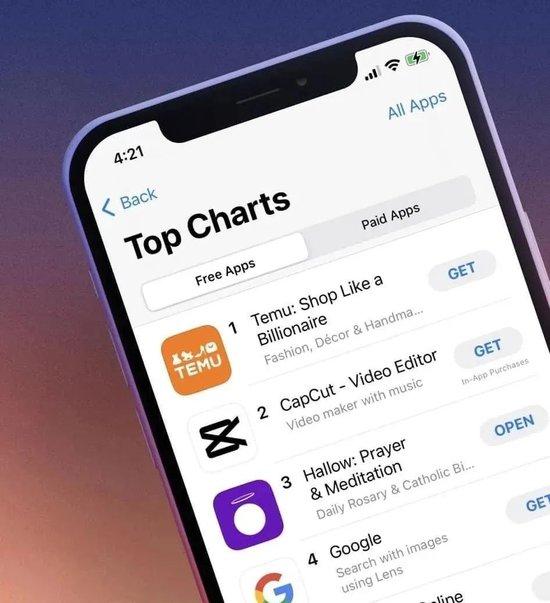 4:21
Back
All Apps
Top Charts
Free Apps
Paid Apps
TEMU
1
Temu: Shop Like a
Billionaire
Fashion, Décor & Handma...
GET
2
CapCut - Video Editor
Video maker with music
GET
In-App Purchases
3
Hallow: Prayer
& Meditation
Daily Rosary & Catholic Bi...
OPEN
4
Google
Search with images
using Lens
GET